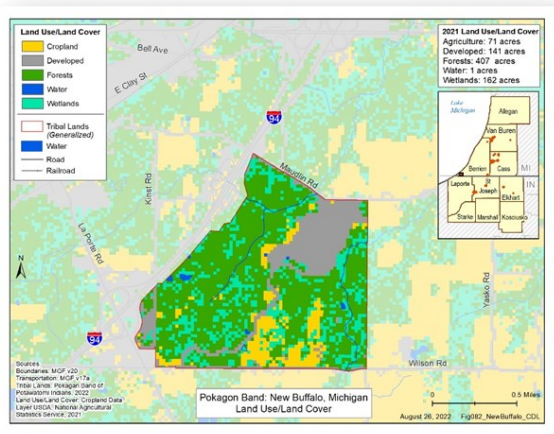 Land Use/Land Cover
Cropland
Developed
Forests
Water
Wetlands
Tribal Lands
(Generalized)
Water
Road
Railroad
Bell Ave
E Clay St
94
Maudlin Rd
Kinst Rd
La Porte Rd
N
94
Wilson Rd
Yasko Rd
2021 Land Use/Land Cover
Agriculture: 71 acres
Developed: 141 acres
Forests: 407 acres
Water: 1 acres
Wetlands: 162 acres
Lake
Michigan
Allegan
Van Buren
Berrien
Cass
MI
IN
Laporte
St
Joseph
Elkhart
Starke
Marshall
Kosciusko
Sources
Boundaries: MGF v20
Transportation: MGF v17a
Tribal Lands: Pokagon Band of
Potawatomi Indians, 2022
Land Use/Land Cover: Cropland Data
Layer USDA, National Agricultural
Statistics Service, 2021
Pokagon Band: New Buffalo, Michigan
Land Use/Land Cover
0
0.5 Miles
August 26, 2022
Fig082_NewBuffalo_CDL